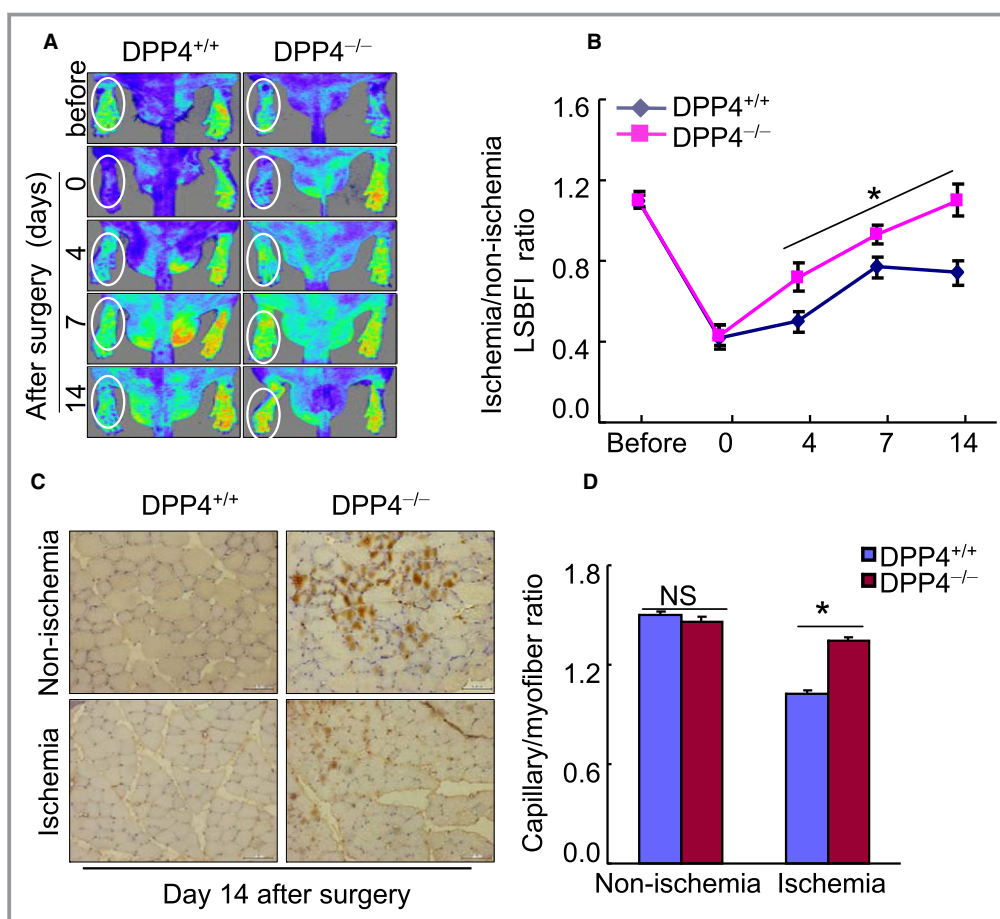 A
DPP4+/+ DPP4−/−
before
After surgery (days)
0
4
7
14
B
Ischemia/non-ischemia
LSBFI ratio
1.6
1.2
0.8
0.4
0.0
DPP4+/+
DPP4−/−
*
Before 0 4 7 14
C
DPP4+/+ DPP4−/−
Non-ischemia
Ischemia
Day 14 after surgery
D
Capillary/myofiber ratio
1.8
1.2
0.6
0.0
DPP4+/+
DPP4−/−
NS
*
Non-ischemia Ischemia